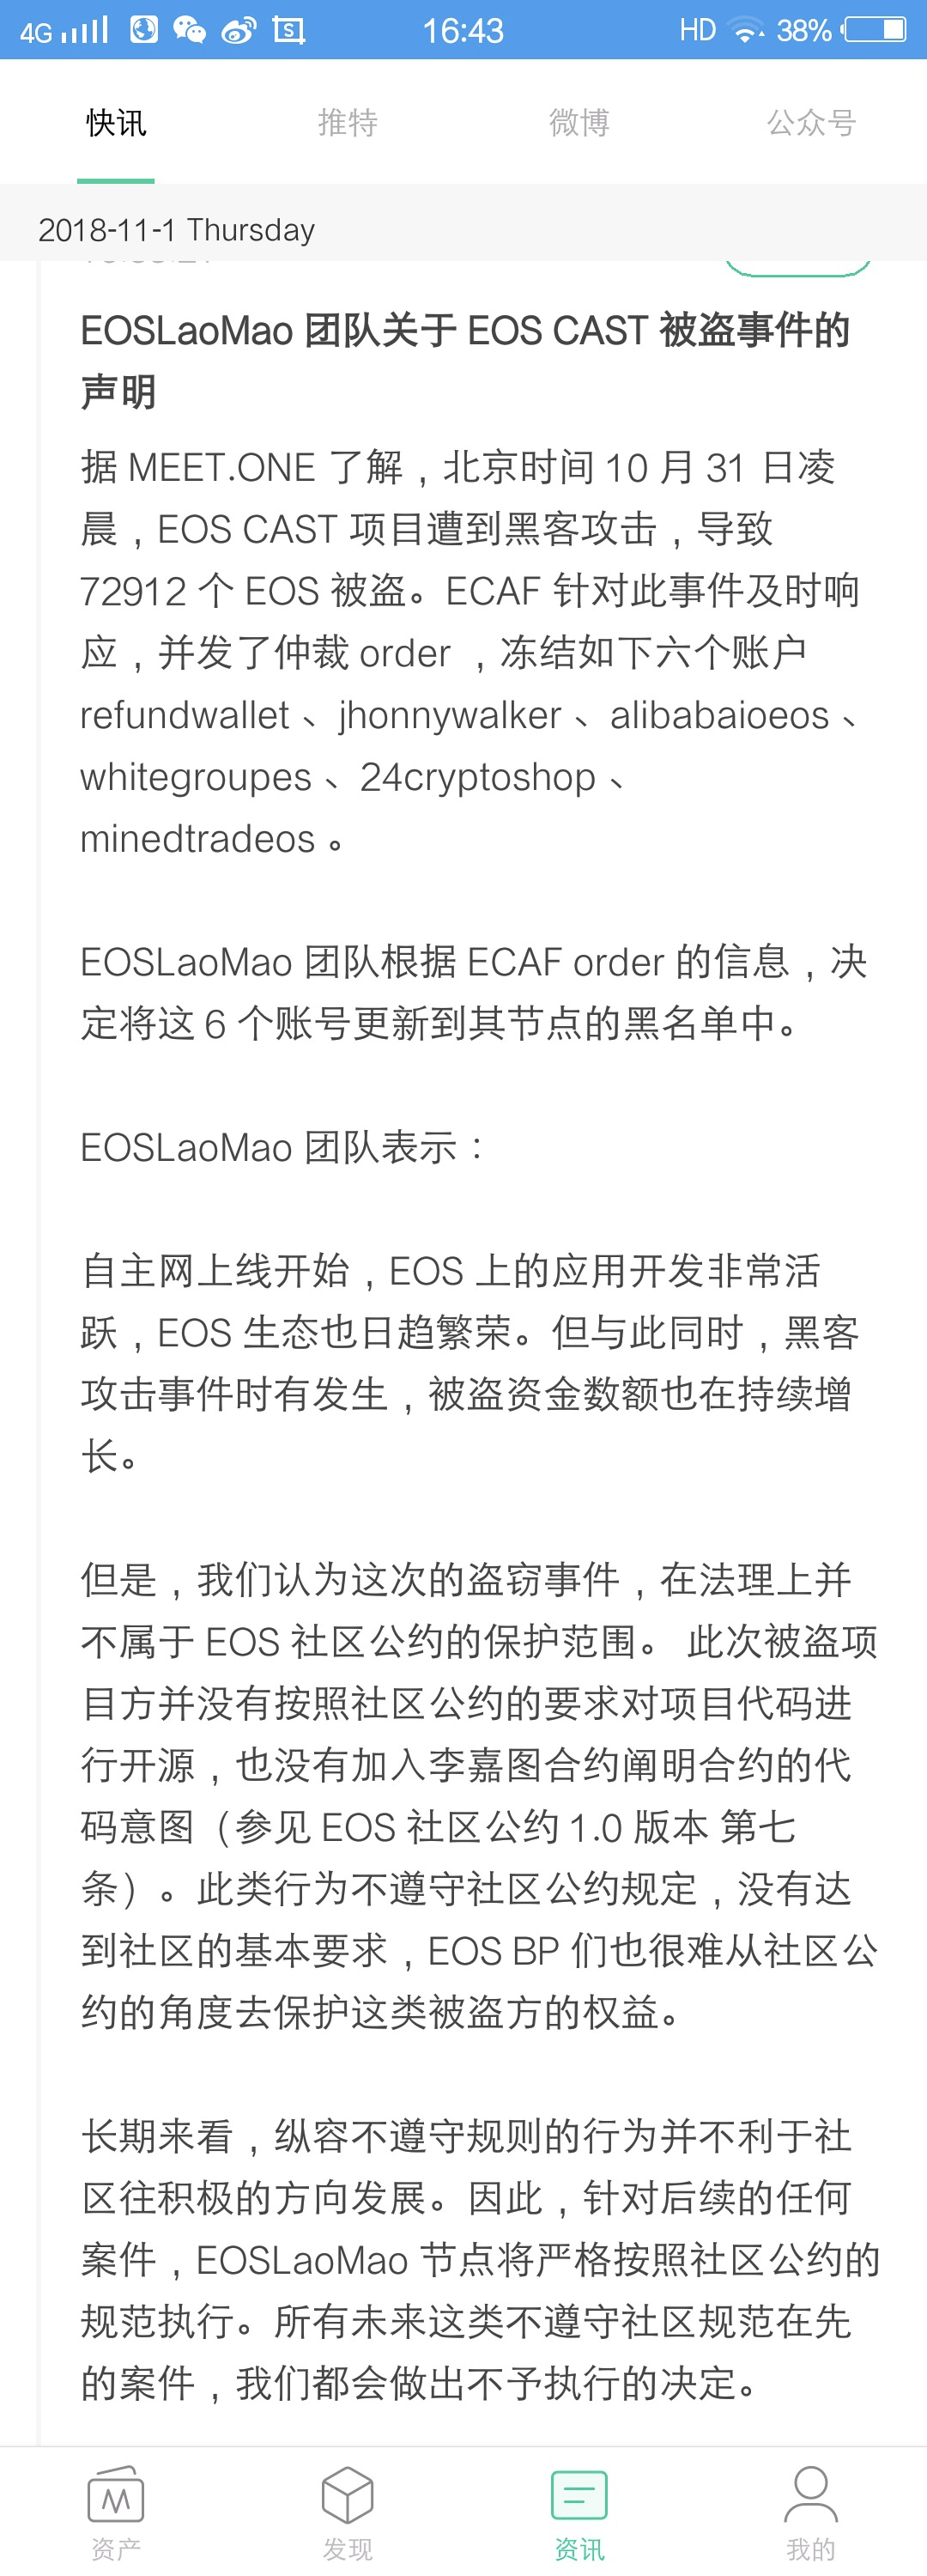 4G 16:43 HD 38%
快讯 推特 微博 公众号
2018-11-1 Thursday
EOSLaoMao 团队关于 EOS CAST 被盗事件的
声明
据 MEET.ONE 了解，北京时间 10 月 31 日凌
晨，EOS CAST 项目遭到黑客攻击，导致
72912 个 EOS 被盗。ECAF 针对此事件及时响
应，并发了仲裁 order ，冻结如下六个账户
refundwallet 、 jhonnywalker 、 alibabaioeos 、
whitegroupes 、 24cryptoshop 、
minedtradeos 。
EOSLaoMao 团队根据 ECAF order 的信息，决
定将这 6 个账号更新到其节点的黑名单中。
EOSLaoMao 团队表示：
自主网上线开始，EOS 上的应用开发非常活
跃，EOS 生态也日趋繁荣。但与此同时，黑客
攻击事件时有发生，被盗资金数额也在持续增
长。
但是，我们认为这次的盗窃事件，在法理上并
不属于 EOS 社区公约的保护范围。 此次被盗项
目方并没有按照社区公约的要求对项目代码进
行开源，也没有加入李嘉图合约阐明合约的代
码意图（参见 EOS 社区公约 1.0 版本 第七
条）。此类行为不遵守社区公约规定，没有达
到社区的基本要求，EOS BP 们也很难从社区公
约的角度去保护这类被盗方的权益。
长期来看，纵容不遵守规则的行为并不利于社
区往积极的方向发展。因此，针对后续的任何
案件，EOSLaoMao 节点将严格按照社区公约的
规范执行。所有未来这类不遵守社区规范在先
的案件，我们都会做出不予执行的决定。
资产 发现 资讯 我的